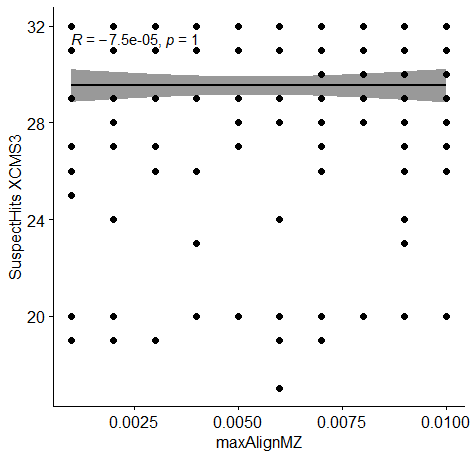 R = −7.5e-05, p = 1
32
28
24
20
SuspectHits XCMS3
0.0025
0.0050
0.0075
0.0100
maxAlignMZ